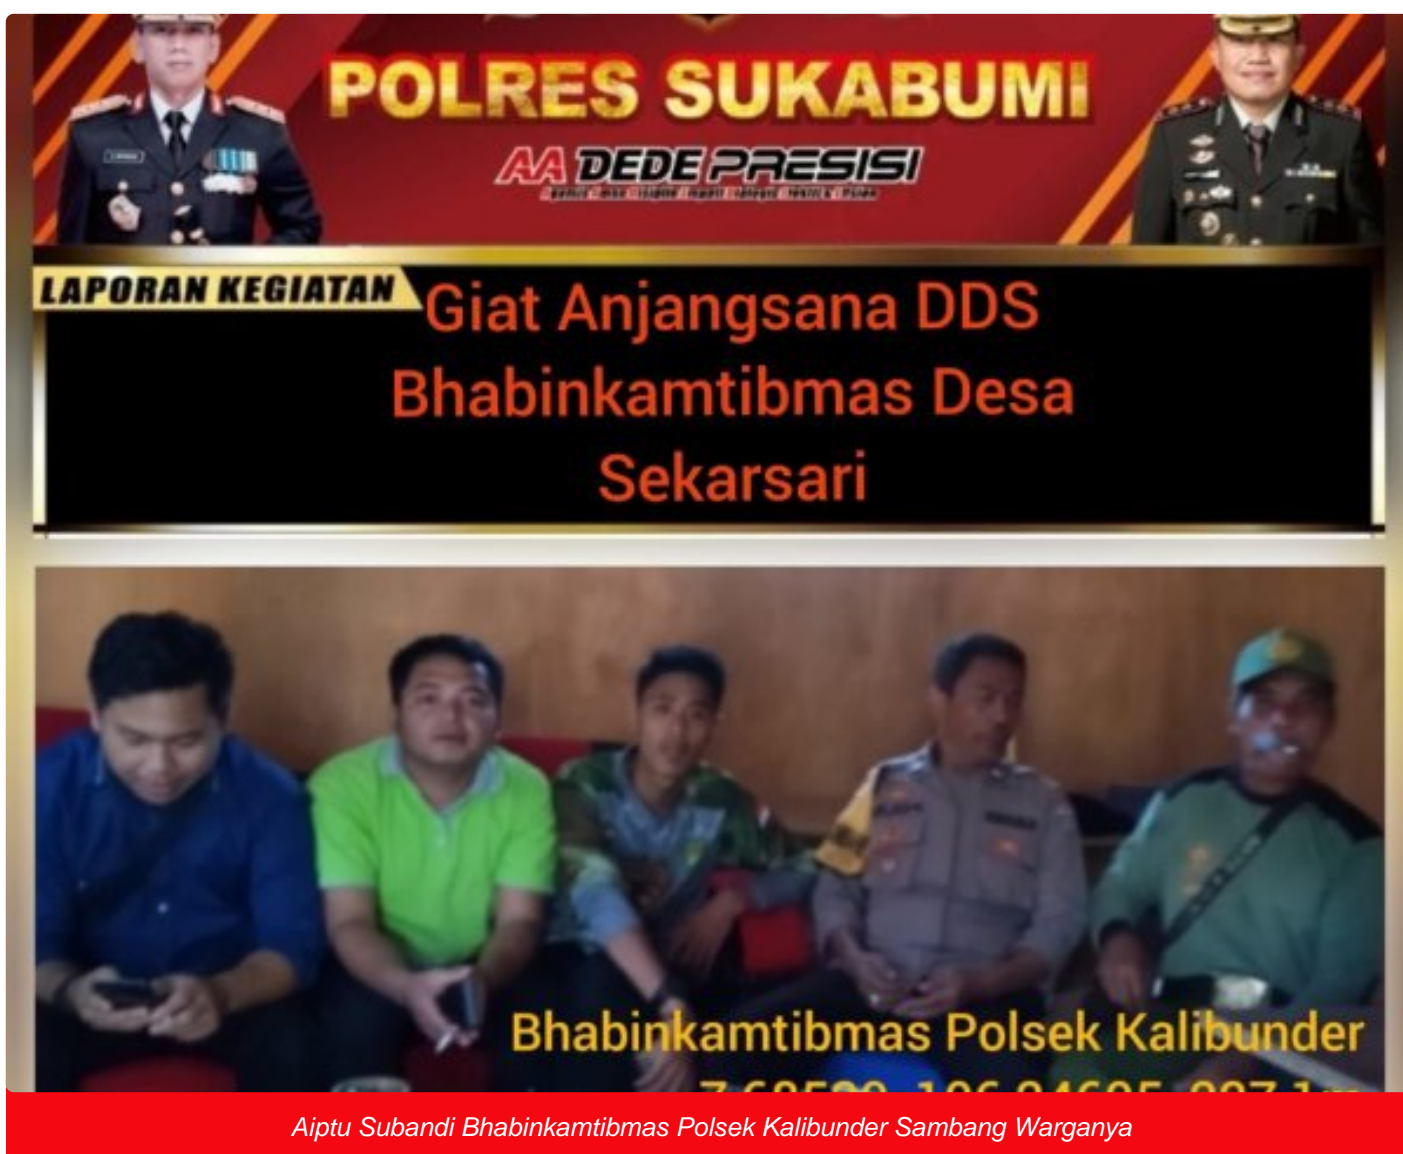 POLRES SUKABUMI
AA DEDE PRESISI
LAPORAN KEGIATAN
Giat Anjangsana DDS
Bhabinkamtibmas Desa
Sekarsari
Bhabinkamtibmas Polsek Kalibunder
Aiptu Subandi Bhabinkamtibmas Polsek Kalibunder Sambang Warganya